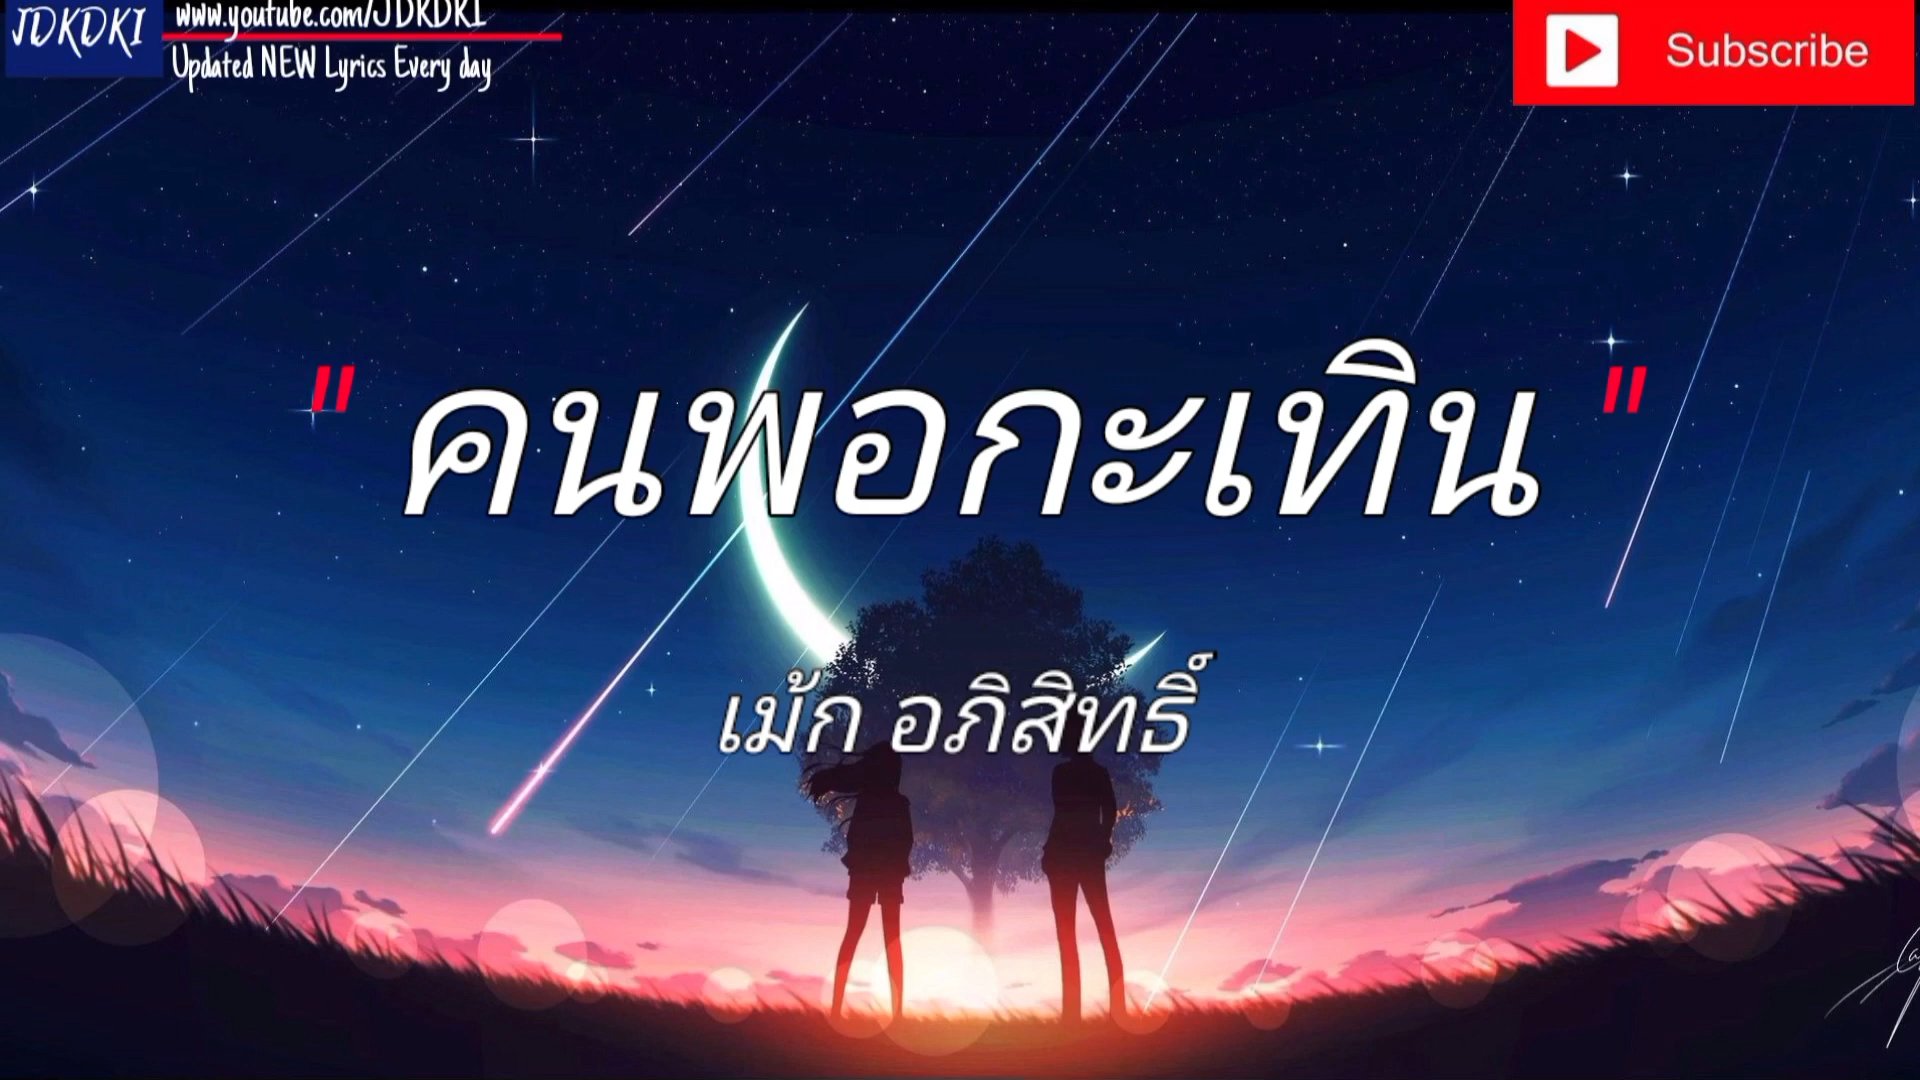 JDKDKI
www.youtube.com/JDKDKI
Updated NEW Lyrics Every day
Subscribe
" คนพอกะเทิน "
เม้ก อภิสิทธิ์